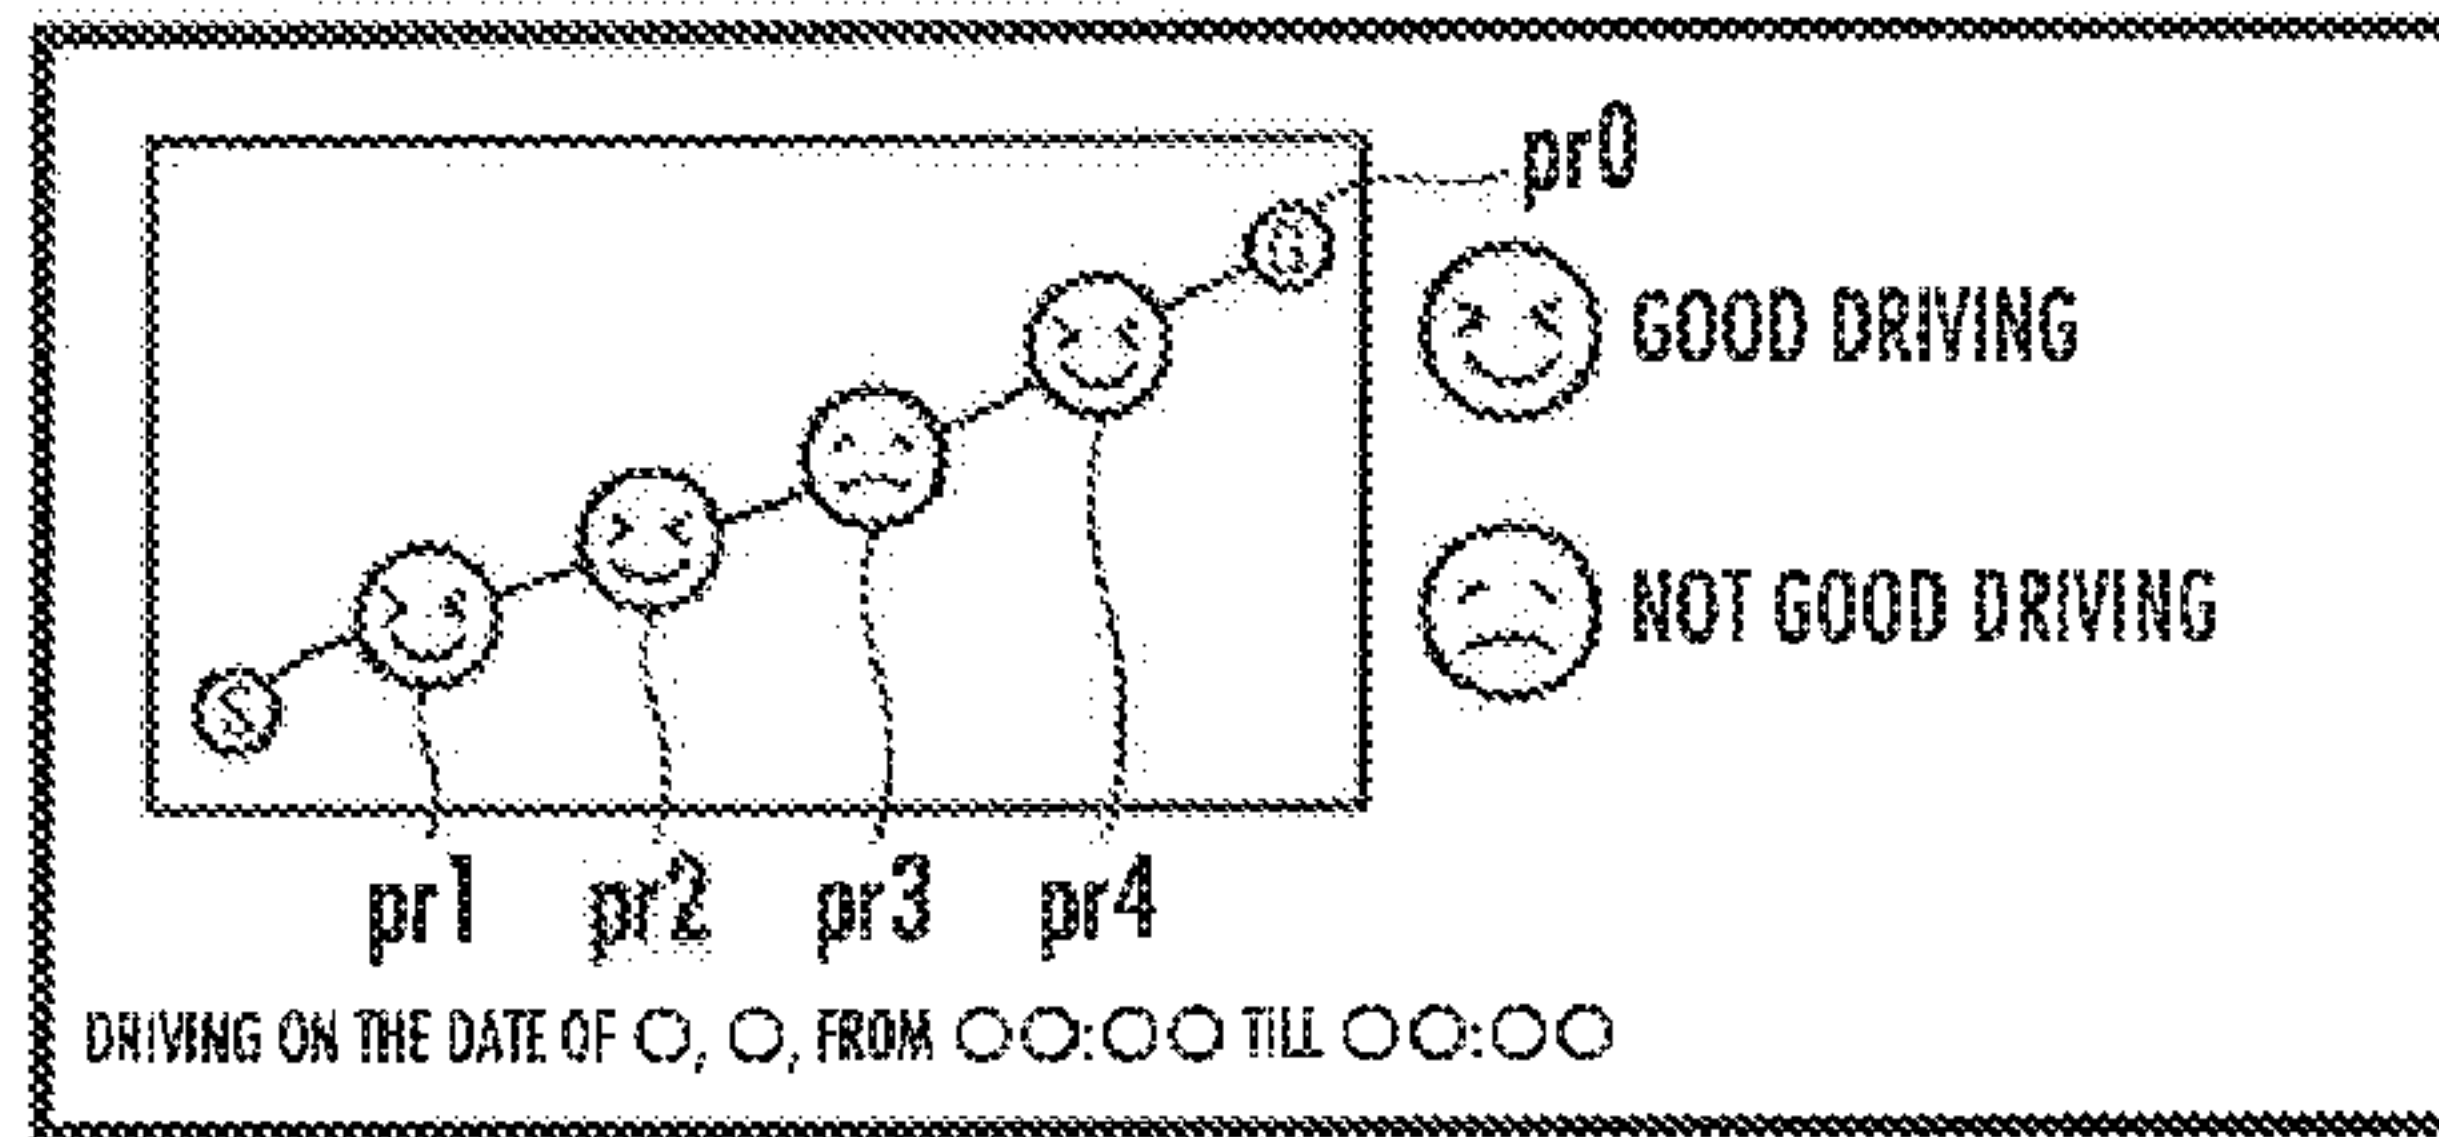 pr0
G
GOOD DRIVING
NOT GOOD DRIVING
S
pr1 pr2 pr3 pr4
DRIVING ON THE DATE OF ○, ○, FROM ○○:○○ TILL ○○:○○